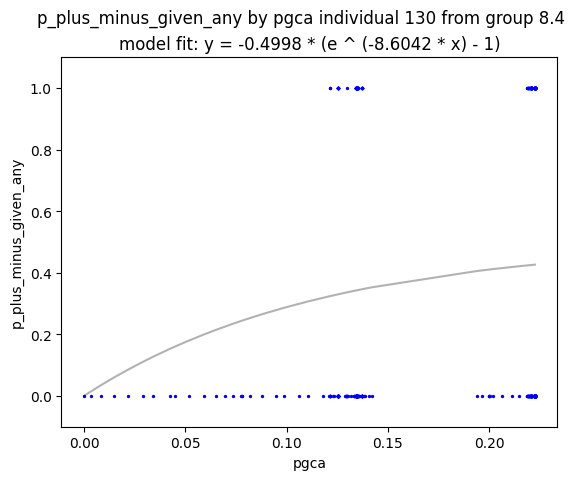 p_plus_minus_given_any by pgca individual 130 from group 8.4
model fit: y = -0.4998 * (e ^ (-8.6042 * x) - 1)
1.0
0.8
0.6
0.4
0.2
0.0
p_plus_minus_given_any
0.00 0.05 0.10 0.15 0.20
pgca